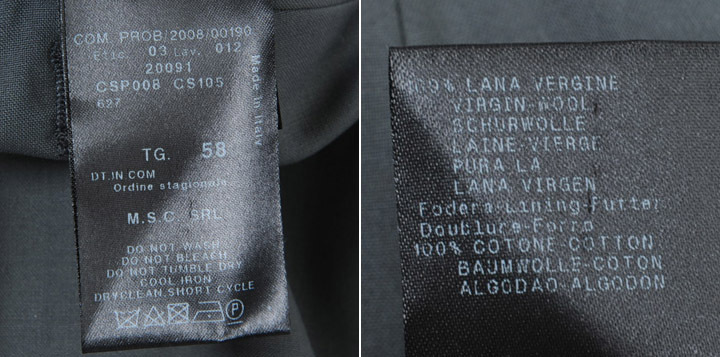 COM. PROB/2008/00190
Etic. 03 Lav. 012
20091
CSP008 CS105
627
Made in Italy
TG. 58
DT.IN COM
Ordine stagionale
M.S.C. SRL
DO NOT WASH
DO NOT BLEACH
DO NOT TUMBLE DRY
COOL IRON
DRYCLEAN SHORT CYCLE
P
100% LANA VERGINE
VIRGIN WOOL
SCHURWOLLE
LAINE-VIERGE
PURA LA
LANA VIRGEN
Fodera-Lining-Futter
Doublure-Forro
100% COTONE-COTTON
BAUMWOLLE-COTON
ALGODAO-ALGODON